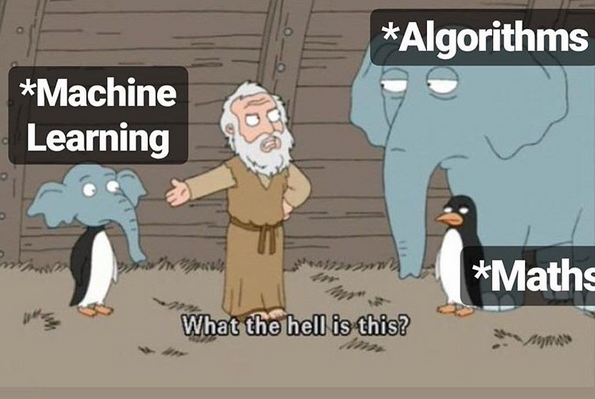 *Algorithms
*Machine
Learning
*Maths
What the hell is this?